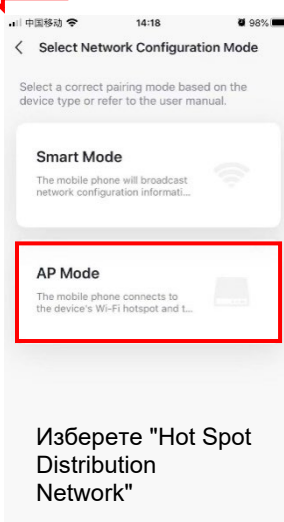 中国移动 14:18 98%
Select Network Configuration Mode
Select a correct pairing mode based on the
device type or refer to the user manual.
Smart Mode
The mobile phone will broadcast
network configuration informati...
AP Mode
The mobile phone connects to
the device's Wi-Fi hotspot and t...
Изберете "Hot Spot
Distribution
Network"